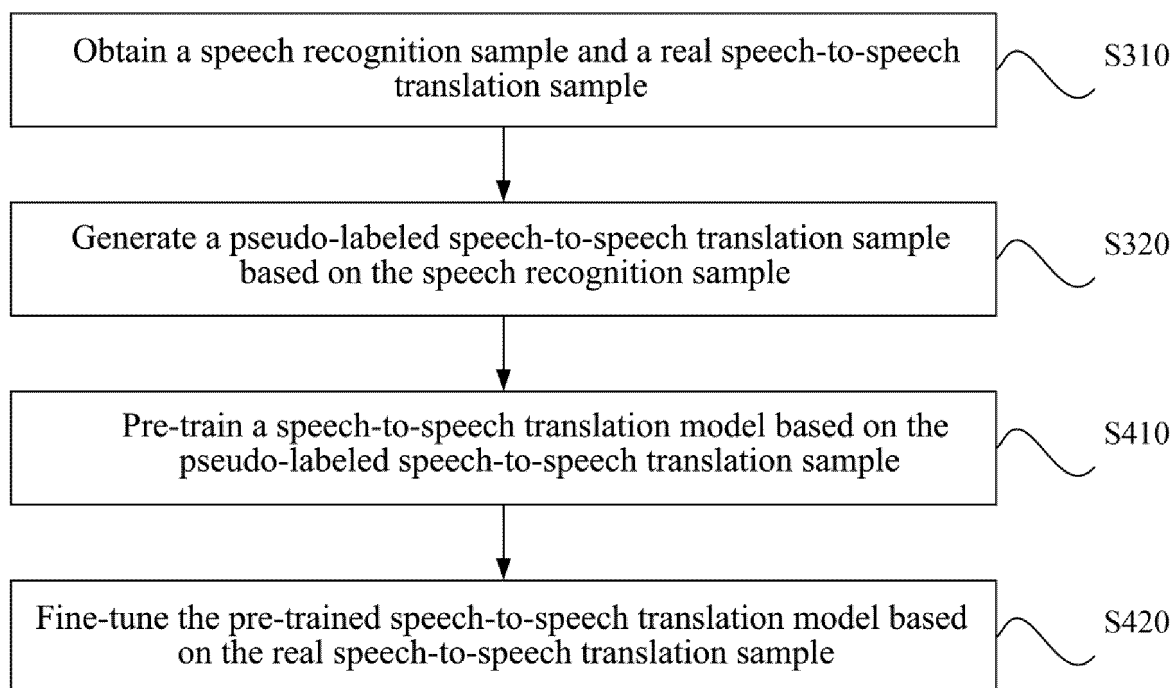 Obtain a speech recognition sample and a real speech-to-speech
translation sample
S310
Generate a pseudo-labeled speech-to-speech translation sample
based on the speech recognition sample
S320
Pre-train a speech-to-speech translation model based on the
pseudo-labeled speech-to-speech translation sample
S410
Fine-tune the pre-trained speech-to-speech translation model based
on the real speech-to-speech translation sample
S420